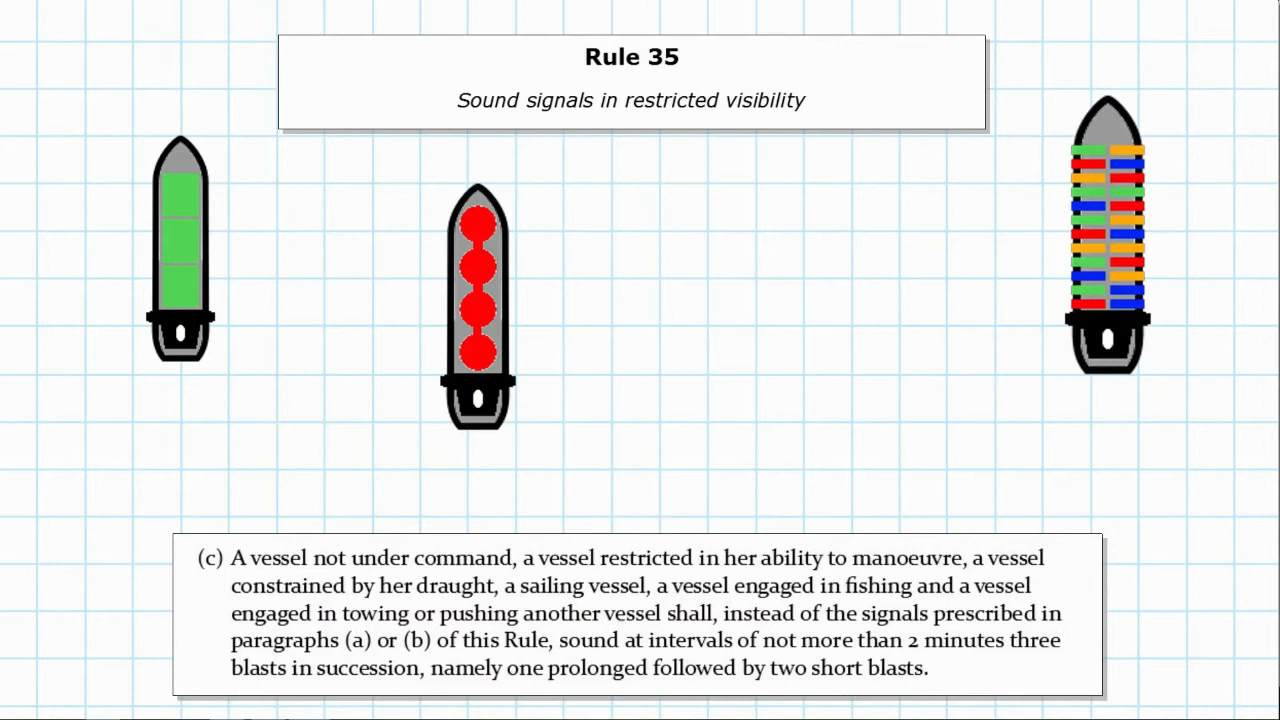 Rule 35
Sound signals in restricted visibility
(c) A vessel not under command, a vessel restricted in her ability to manoeuvre, a vessel
constrained by her draught, a sailing vessel, a vessel engaged in fishing and a vessel
engaged in towing or pushing another vessel shall, instead of the signals prescribed in
paragraphs (a) or (b) of this Rule, sound at intervals of not more than 2 minutes three
blasts in succession, namely one prolonged followed by two short blasts.